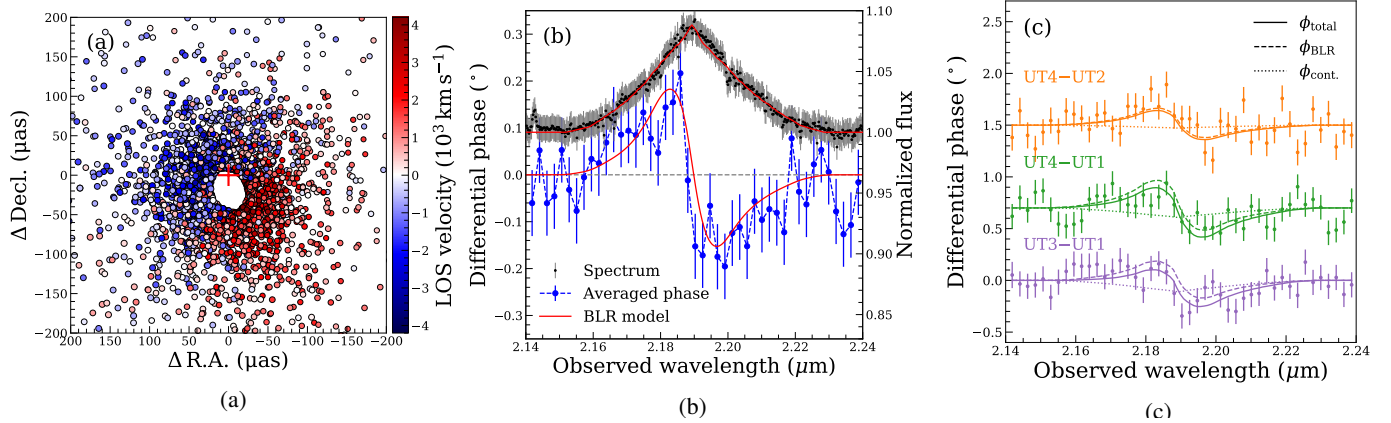 (a)
200
150
100
50
0
−50
−100
−150
−200
Δ Decl. (μas)
200 150 100 50 0 −50 −100 −150 −200
Δ R.A. (μas)
4
3
2
1
0
−1
−2
−3
−4
LOS velocity (10³ km s⁻¹)
(a)
(b)
0.3
0.2
0.1
0.0
−0.1
−0.2
−0.3
Differential phase (°)
1.10
1.05
1.00
0.95
0.90
0.85
Normalized flux
Spectrum
Averaged phase
BLR model
2.14 2.16 2.18 2.20 2.22 2.24
Observed wavelength (μm)
(b)
(c)
2.5
2.0
1.5
1.0
0.5
0.0
−0.5
Differential phase (°)
ϕtotal
ϕBLR
ϕcont.
UT4−UT2
UT4−UT1
UT3−UT1
2.14 2.16 2.18 2.20 2.22 2.24
Observed wavelength (μm)
(c)